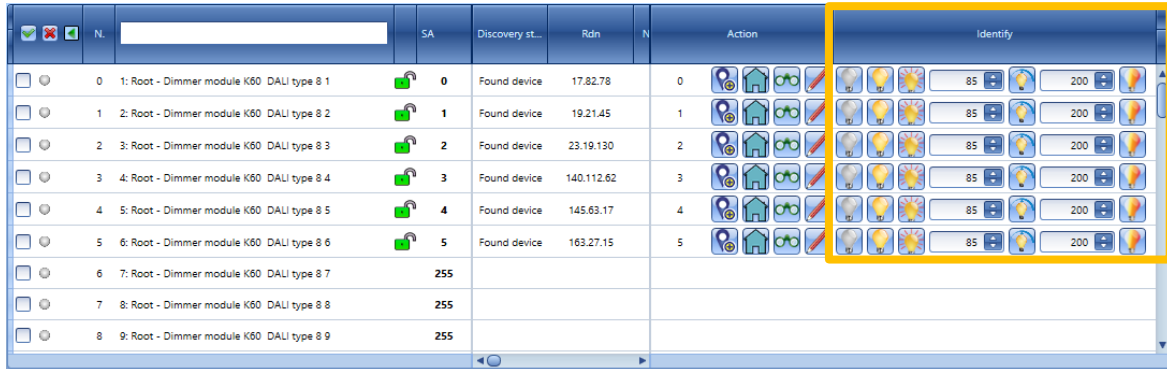 N. SA Discovery st... Rdn N Action Identify
0 1: Root - Dimmer module K60 DALI type 8 1 0 Found device 17.82.78 0 85 200
1 2: Root - Dimmer module K60 DALI type 8 2 1 Found device 19.21.45 1 85 200
2 3: Root - Dimmer module K60 DALI type 8 3 2 Found device 23.19.130 2 85 200
3 4: Root - Dimmer module K60 DALI type 8 4 3 Found device 140.112.62 3 85 200
4 5: Root - Dimmer module K60 DALI type 8 5 4 Found device 145.63.17 4 85 200
5 6: Root - Dimmer module K60 DALI type 8 6 5 Found device 163.27.15 5 85 200
6 7: Root - Dimmer module K60 DALI type 8 7 255
7 8: Root - Dimmer module K60 DALI type 8 8 255
8 9: Root - Dimmer module K60 DALI type 8 9 255